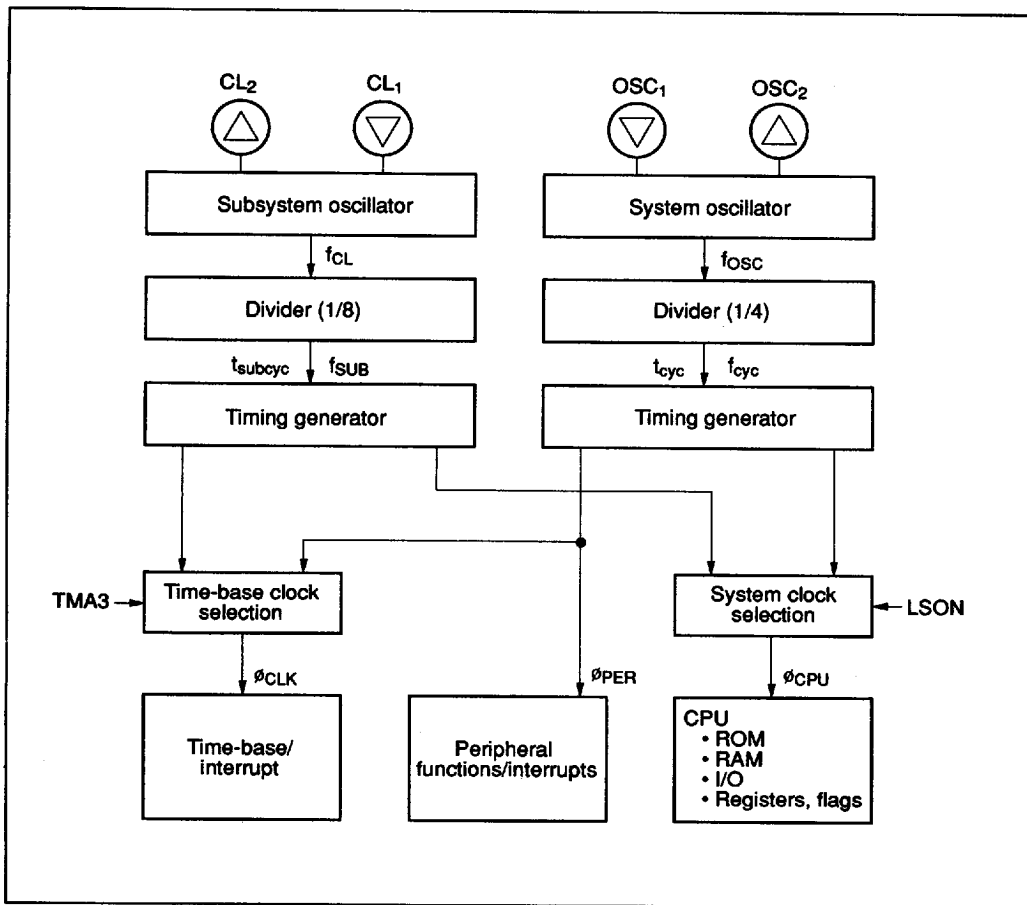 CL2 CL1 OSC1 OSC2
Subsystem oscillator
System oscillator
fCL
fOSC
Divider (1/8)
Divider (1/4)
tsubcyc fSUB
tcyc fcyc
Timing generator
Timing generator
TMA3
Time-base clock
selection
System clock
selection
LSON
øCLK
øPER
øCPU
Time-base/
interrupt
Peripheral
functions/interrupts
CPU
• ROM
• RAM
• I/O
• Registers, flags